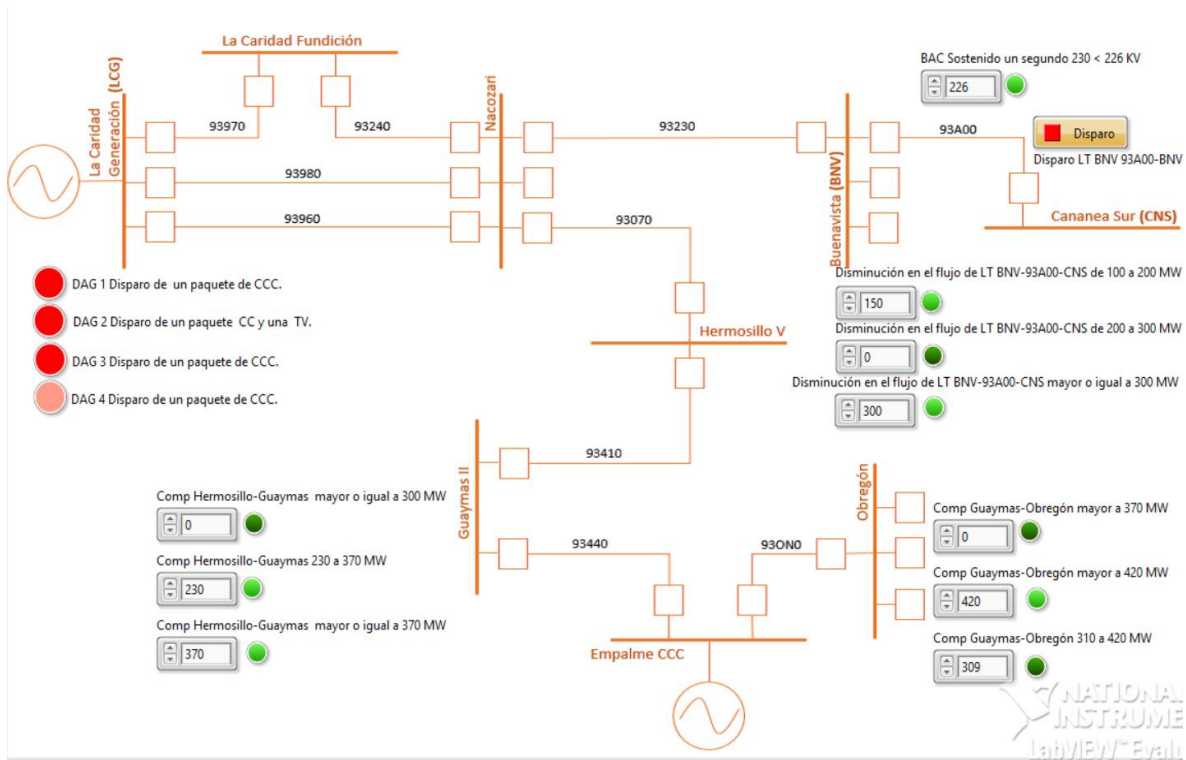 La Caridad Fundición
BAC Sostenido un segundo 230 < 226 KV
226
La Caridad
Generación (LCG)
Nacozari
93970
93240
93230
93A00
Disparo
Disparo LT BNV 93A00-BNV
93980
93960
93070
Buenavista (BNV)
Cananea Sur (CNS)
DAG 1 Disparo de un paquete de CCC.
DAG 2 Disparo de un paquete CC y una TV.
DAG 3 Disparo de un paquete de CCC.
DAG 4 Disparo de un paquete de CCC.
Disminución en el flujo de LT BNV-93A00-CNS de 100 a 200 MW
150
Disminución en el flujo de LT BNV-93A00-CNS de 200 a 300 MW
0
Disminución en el flujo de LT BNV-93A00-CNS mayor o igual a 300 MW
300
Hermosillo V
93410
Guaymas II
Comp Hermosillo-Guaymas mayor o igual a 300 MW
0
Comp Hermosillo-Guaymas 230 a 370 MW
230
Comp Hermosillo-Guaymas mayor o igual a 370 MW
370
93440
93ON0
Empalme CCC
Obregón
Comp Guaymas-Obregón mayor a 370 MW
0
Comp Guaymas-Obregón mayor a 420 MW
420
Comp Guaymas-Obregón 310 a 420 MW
309
NATIONAL
INSTRUME
LabVIEW™ Evalu